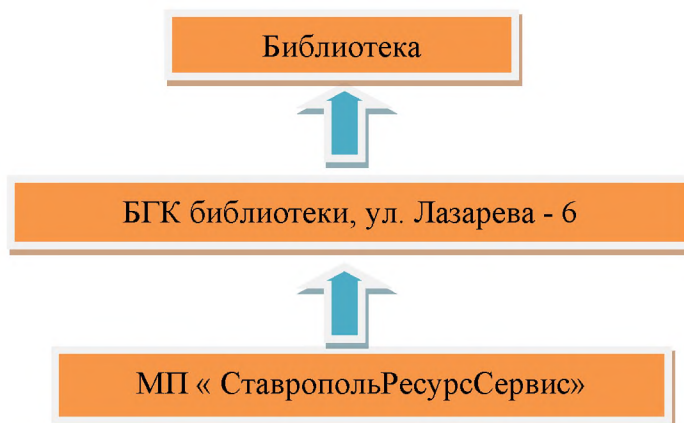 Библиотека
БГК библиотеки, ул. Лазарева - 6
МП « СтавропольРесурсСервис»